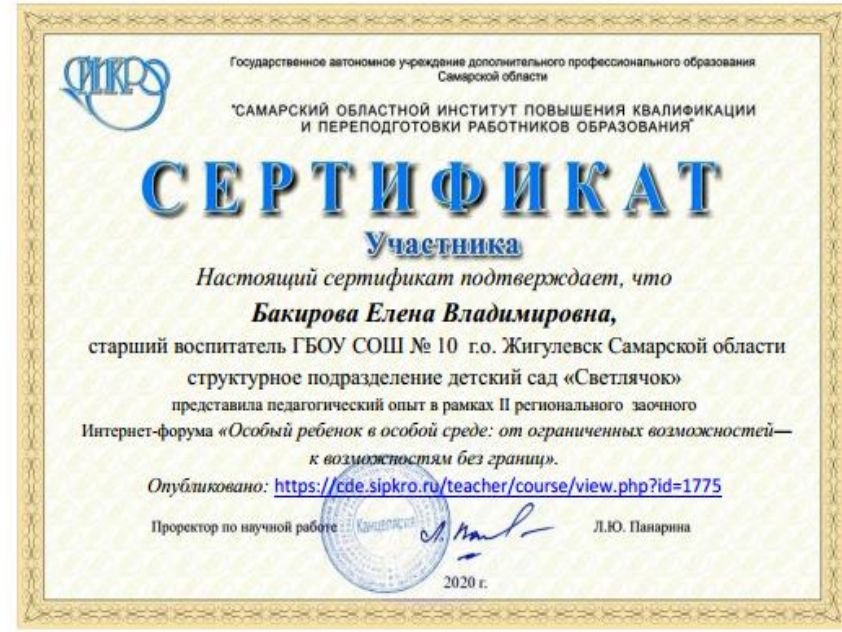 СИПКРО
Государственное автономное учреждение дополнительного профессионального образования
Самарской области
"САМАРСКИЙ ОБЛАСТНОЙ ИНСТИТУТ ПОВЫШЕНИЯ КВАЛИФИКАЦИИ
И ПЕРЕПОДГОТОВКИ РАБОТНИКОВ ОБРАЗОВАНИЯ"
СЕРТИФИКАТ
Участника
Настоящий сертификат подтверждает, что
Бакирова Елена Владимировна,
старший воспитатель ГБОУ СОШ № 10 г.о. Жигулевск Самарской области
структурное подразделение детский сад «Светлячок»
представила педагогический опыт в рамках II регионального заочного
Интернет-форума «Особый ребенок в особой среде: от ограниченных возможностей—
к возможностям без границ».
Опубликовано: https://cde.sipkro.ru/teacher/course/view.php?id=1775
Проректор по научной работе
Канцелярия
Л.Ю. Панарина
2020 г.